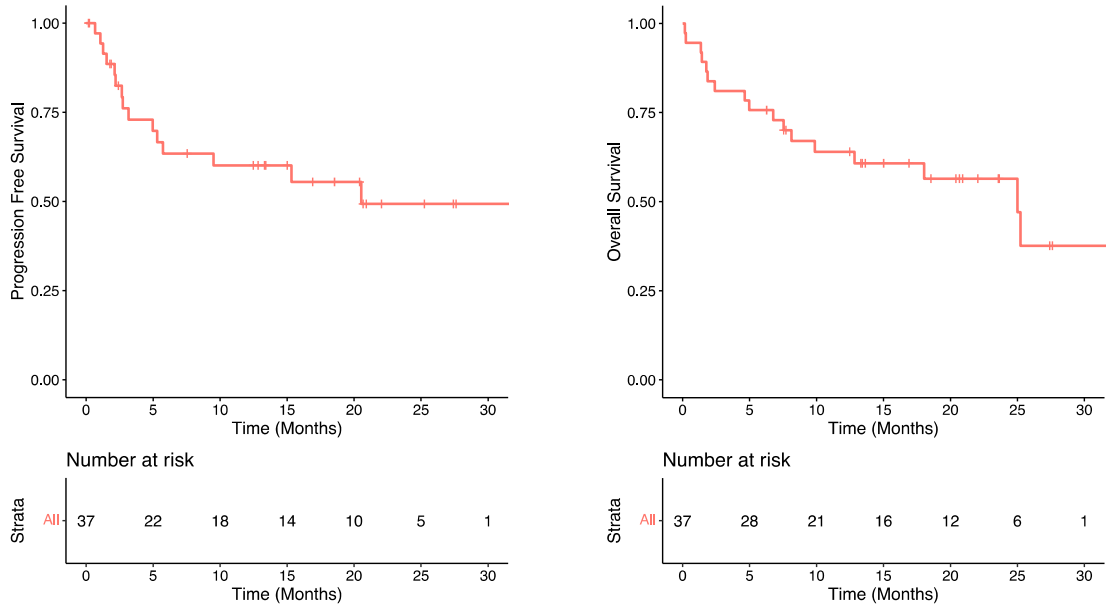 1.00
0.75
0.50
0.25
0.00
Progression Free Survival
0 5 10 15 20 25 30
Time (Months)
Number at risk
Strata
All 37 22 18 14 10 5 1
0 5 10 15 20 25 30
Time (Months)
1.00
0.75
0.50
0.25
0.00
Overall Survival
0 5 10 15 20 25 30
Time (Months)
Number at risk
Strata
All 37 28 21 16 12 6 1
0 5 10 15 20 25 30
Time (Months)